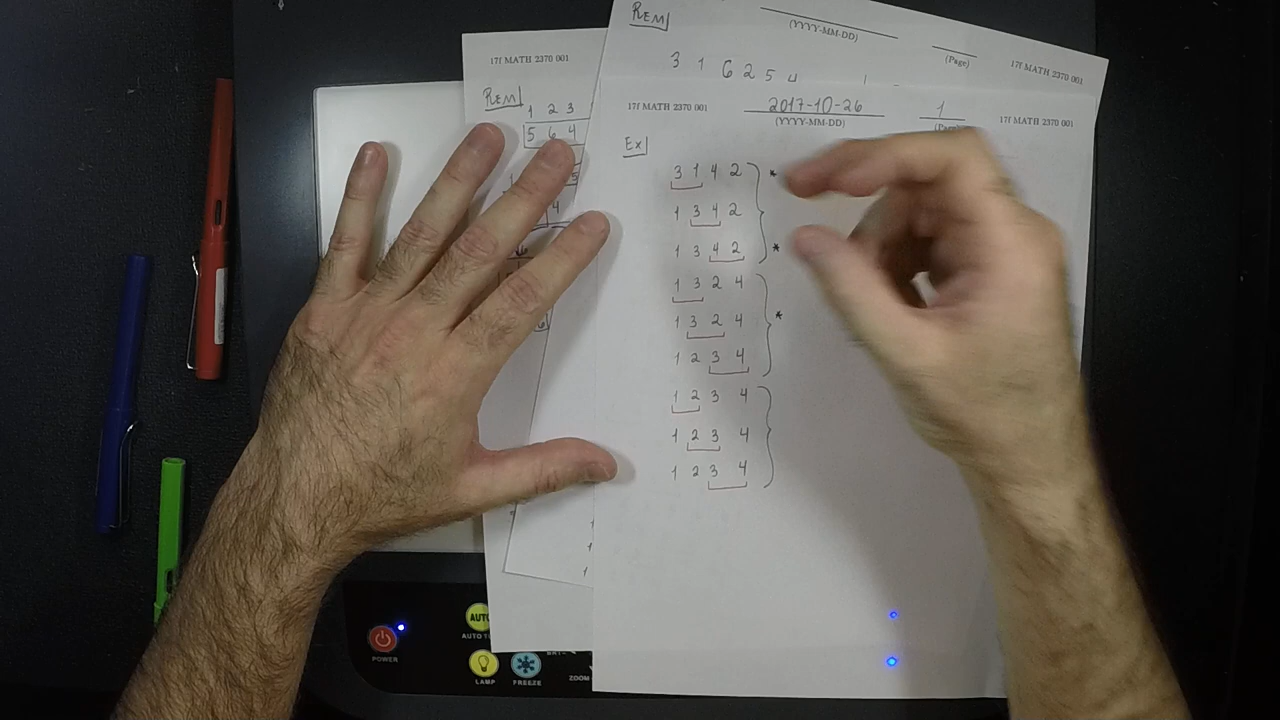 REM
(YYYY-MM-DD)
(Page)
17f MATH 2370 001
3 1 6 2 5 4
17f MATH 2370 001
REM
1 2 3
5 6 4
17f MATH 2370 001
2017-10-26
(YYYY-MM-DD)
1
(Page)
17f MATH 2370 001
Ex
3 1 4 2 *
1 3 4 2
1 3 4 2 *
1 3 2 4
1 3 2 4 *
1 2 3 4
1 2 3 4
1 2 3 4
1 2 3 4
POWER
LAMP
FREEZE
ZOOM